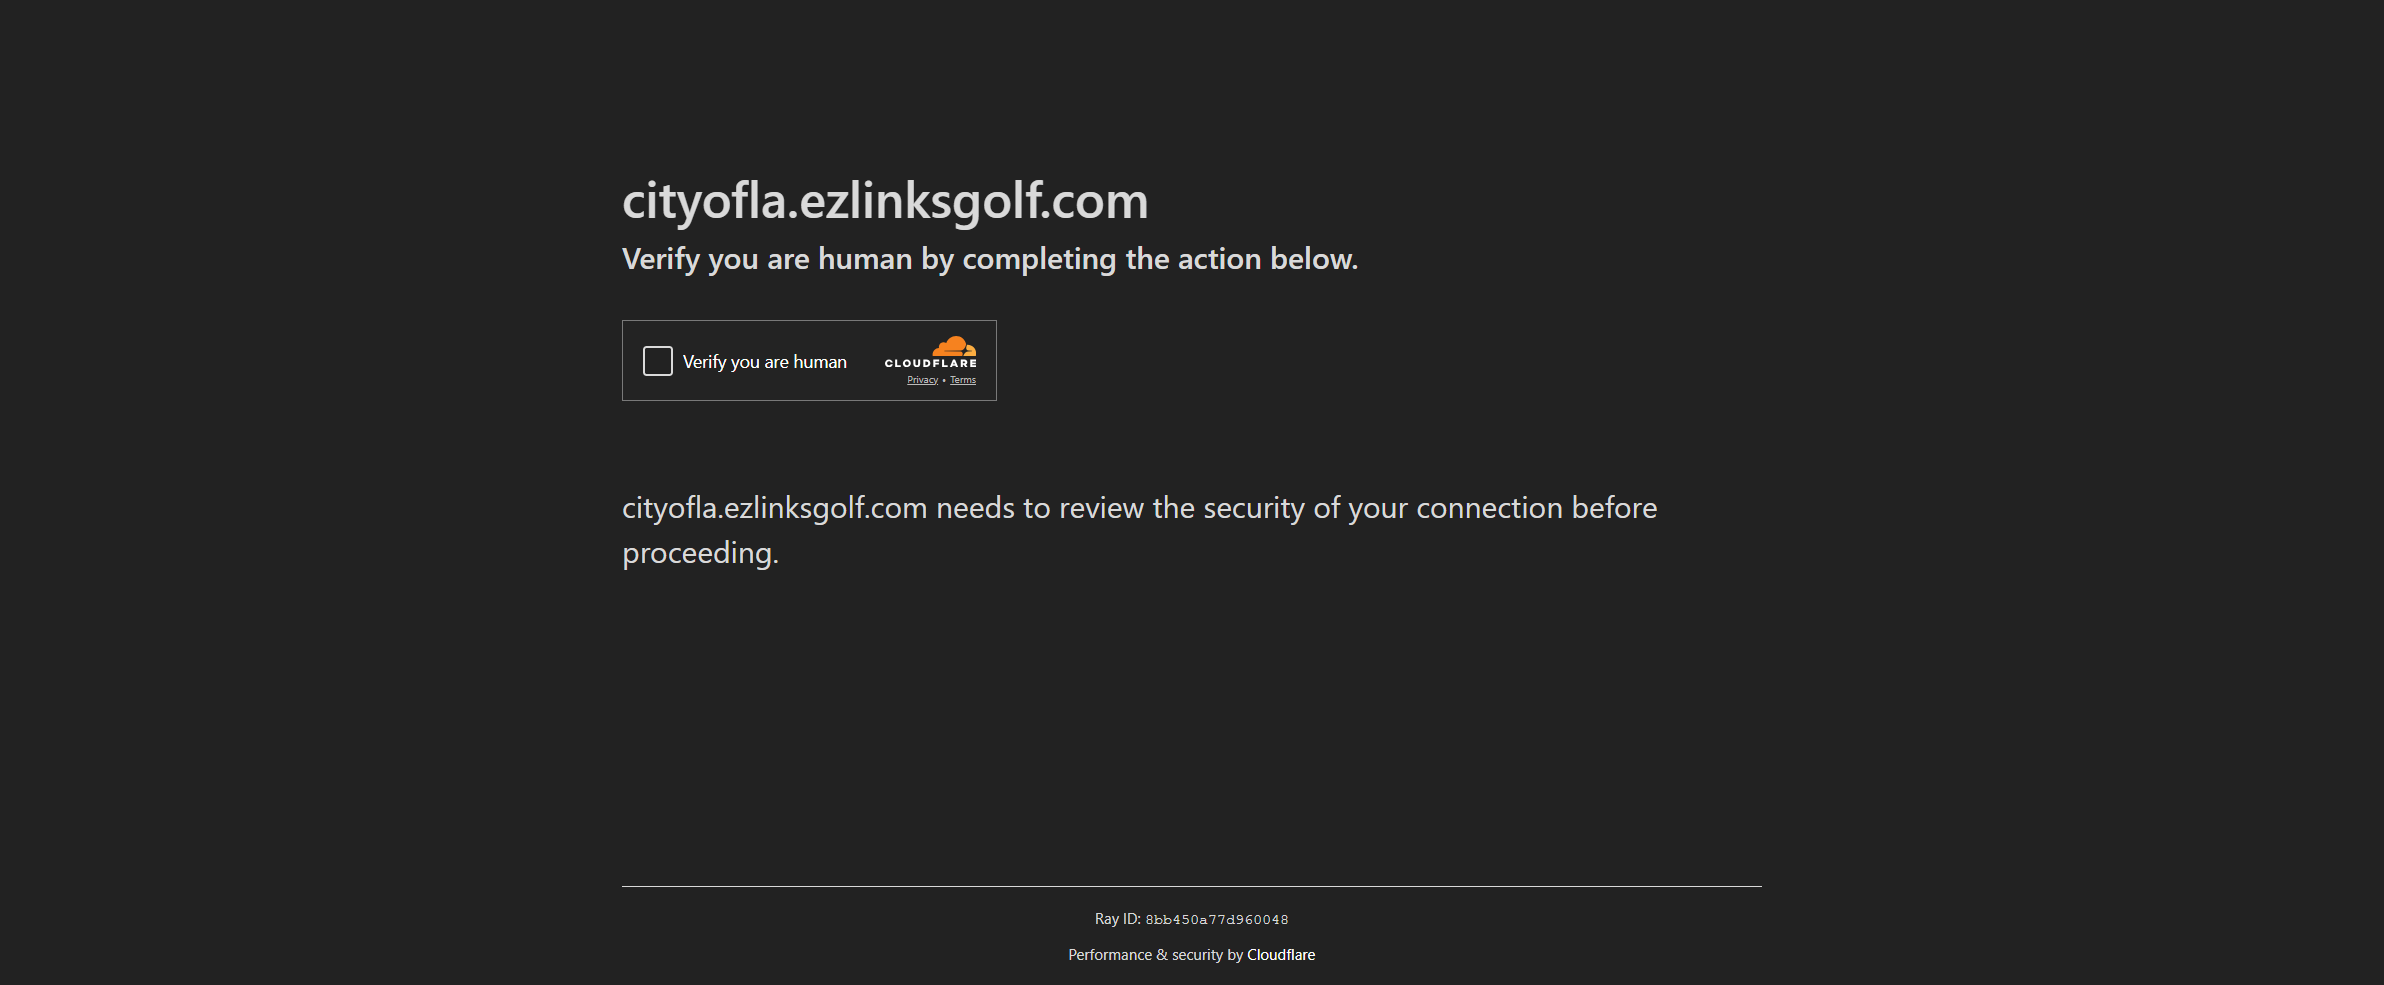 cityofla.ezlinksgolf.com
Verify you are human by completing the action below.
Verify you are human
CLOUDFLARE
Privacy • Terms
cityofla.ezlinksgolf.com needs to review the security of your connection before
proceeding.
Ray ID: 8bb450a77d960048
Performance & security by Cloudflare